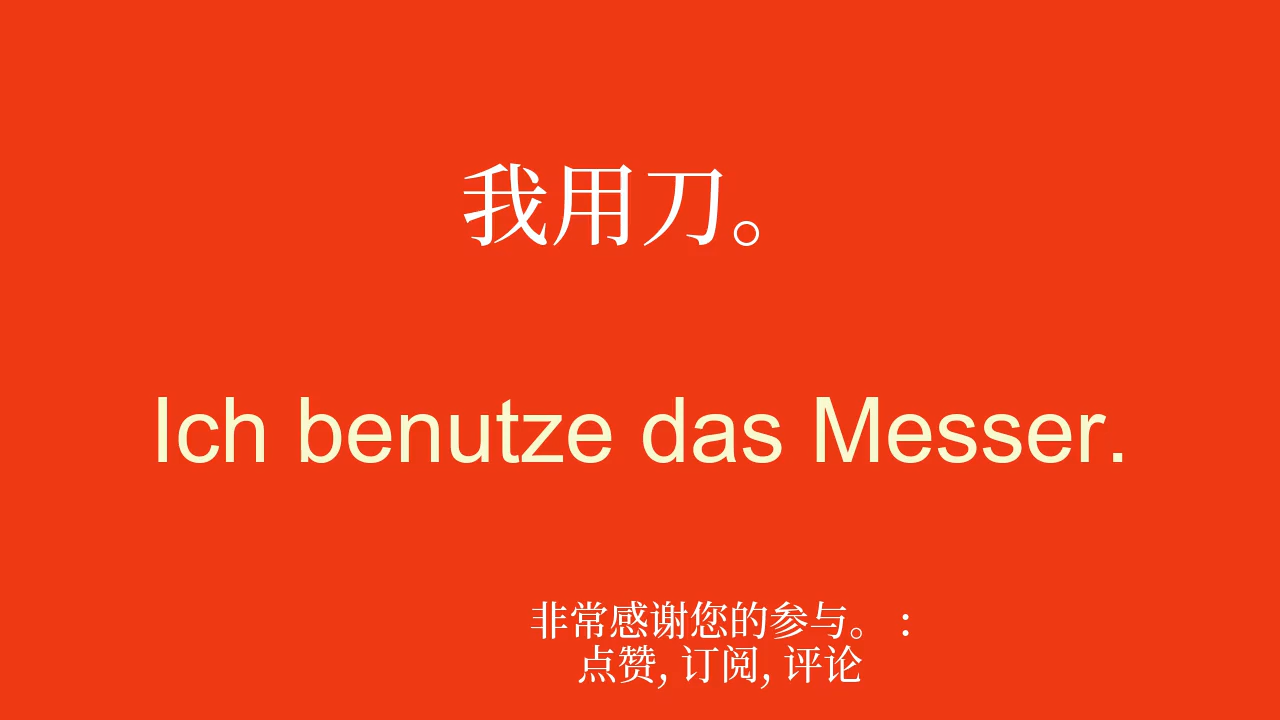 我用刀。
Ich benutze das Messer.
非常感谢您的参与。 :
点赞, 订阅, 评论